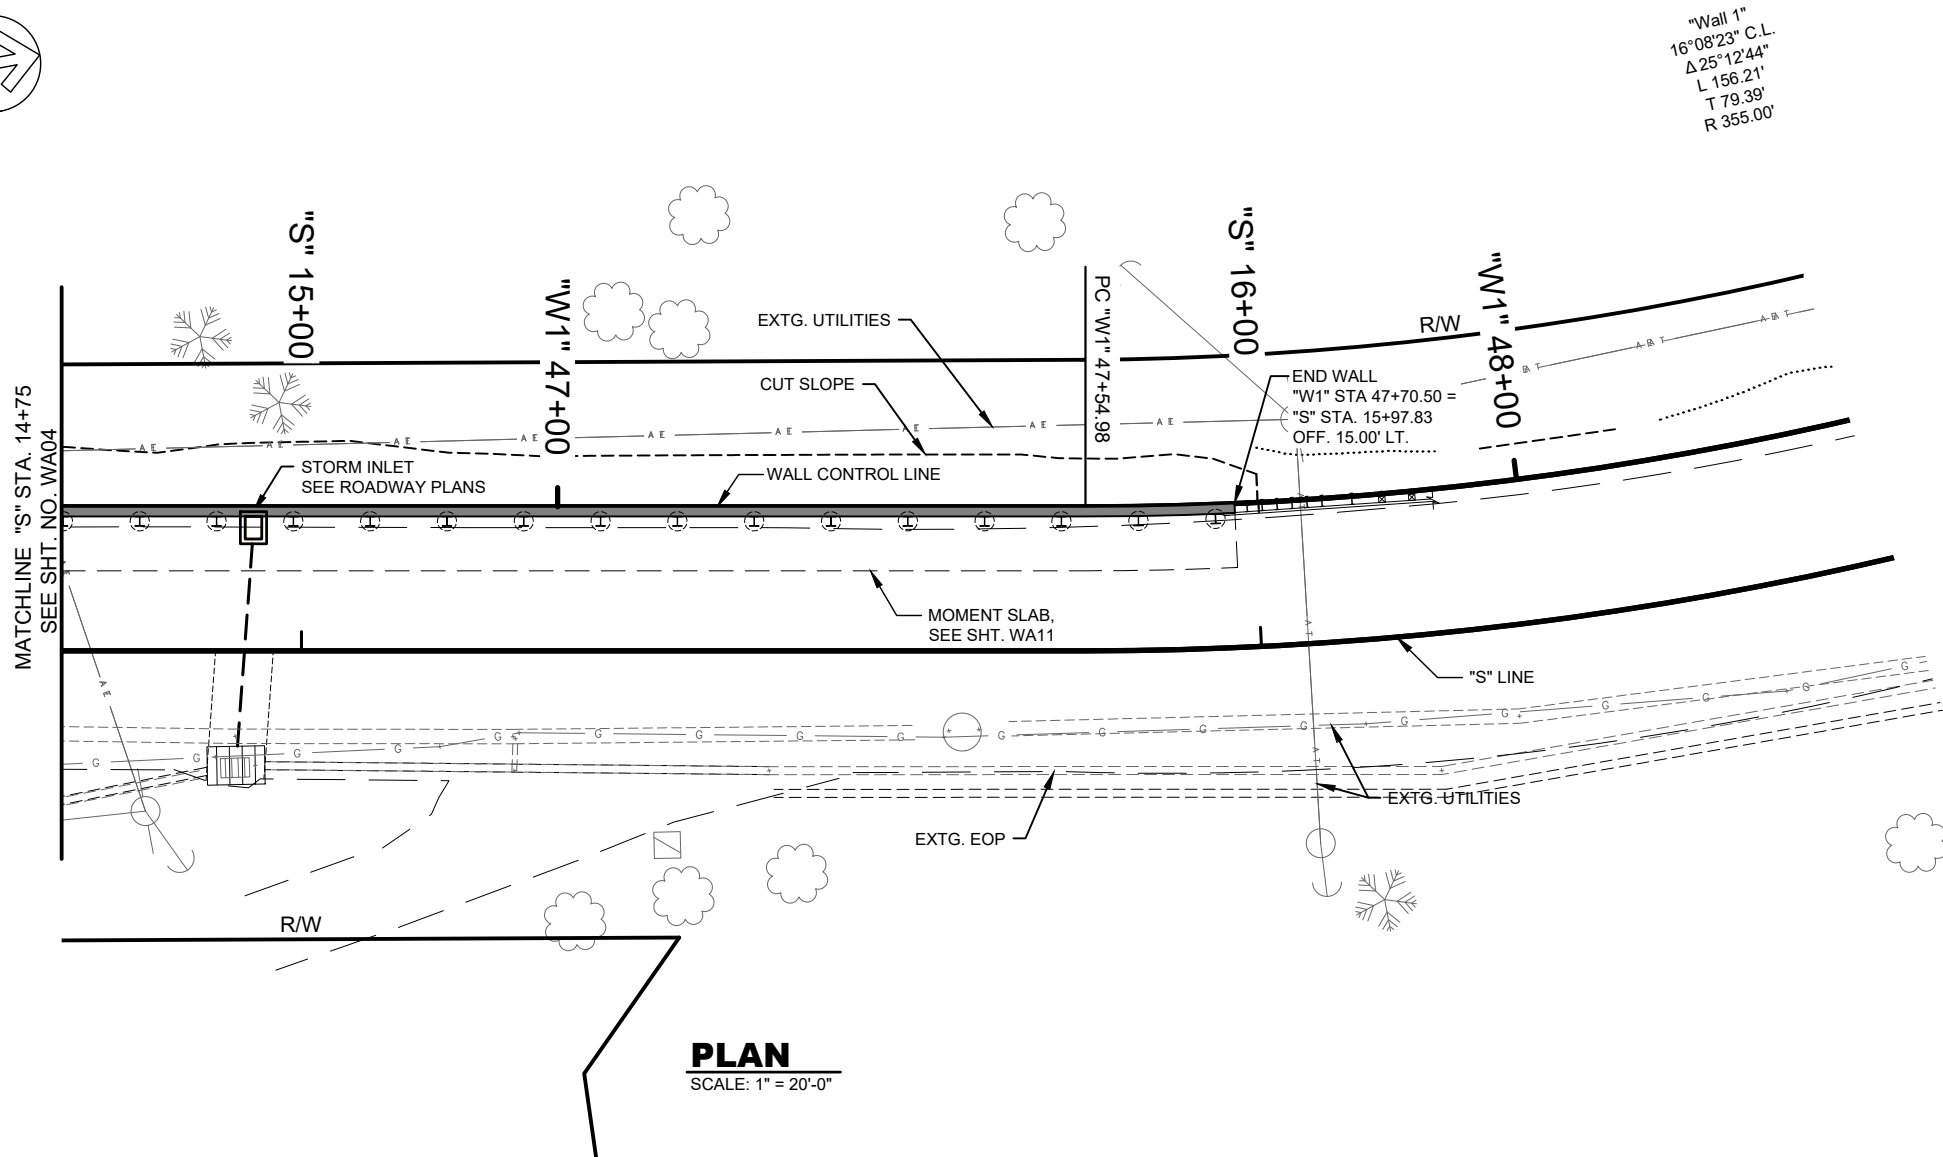 "Wall 1"
16°08'23" C.L.
Δ 25°12'44"
L 156.21'
T 79.39'
R 355.00'
"S" 15+00
"W1" 47+00
PC "W1" 47+54.98
"S" 16+00
"W1" 48+00
R/W
EXTG. UTILITIES
CUT SLOPE
END WALL
"W1" STA 47+70.50 =
"S" STA. 15+97.83
OFF. 15.00' LT.
MATCHLINE "S" STA. 14+75
SEE SHT. NO. WA04
STORM INLET
SEE ROADWAY PLANS
WALL CONTROL LINE
MOMENT SLAB,
SEE SHT. WA11
"S" LINE
EXTG. UTILITIES
EXTG. EOP
R/W
PLAN
SCALE: 1" = 20'-0"